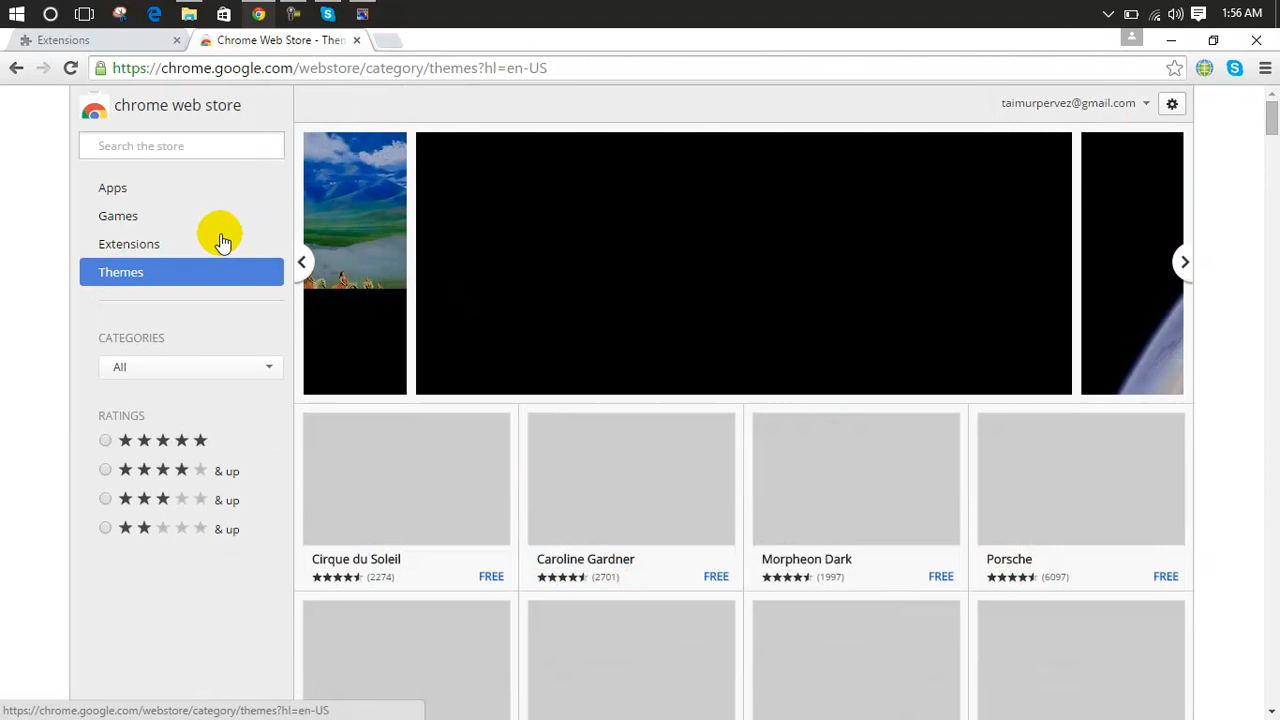 1:56 AM
Extensions
Chrome Web Store - Then
https://chrome.google.com/webstore/category/themes?hl=en-US
chrome web store
taimurpervez@gmail.com
Search the store
Apps
Games
Extensions
Themes
CATEGORIES
All
RATINGS
& up
& up
& up
Cirque du Soleil
(2274) FREE
Caroline Gardner
(2701) FREE
Morpheon Dark
(1997) FREE
Porsche
(6097) FREE
https://chrome.google.com/webstore/category/themes?hl=en-US